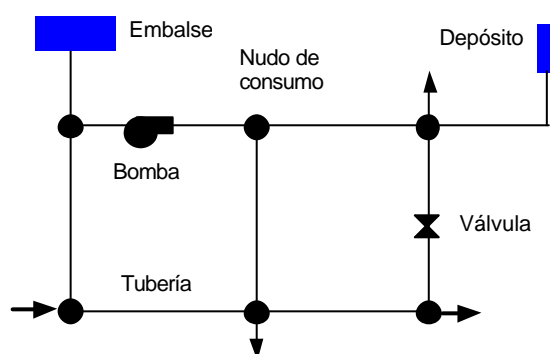 Embalse
Depósito
Nudo de
consumo
Bomba
Válvula
Tubería